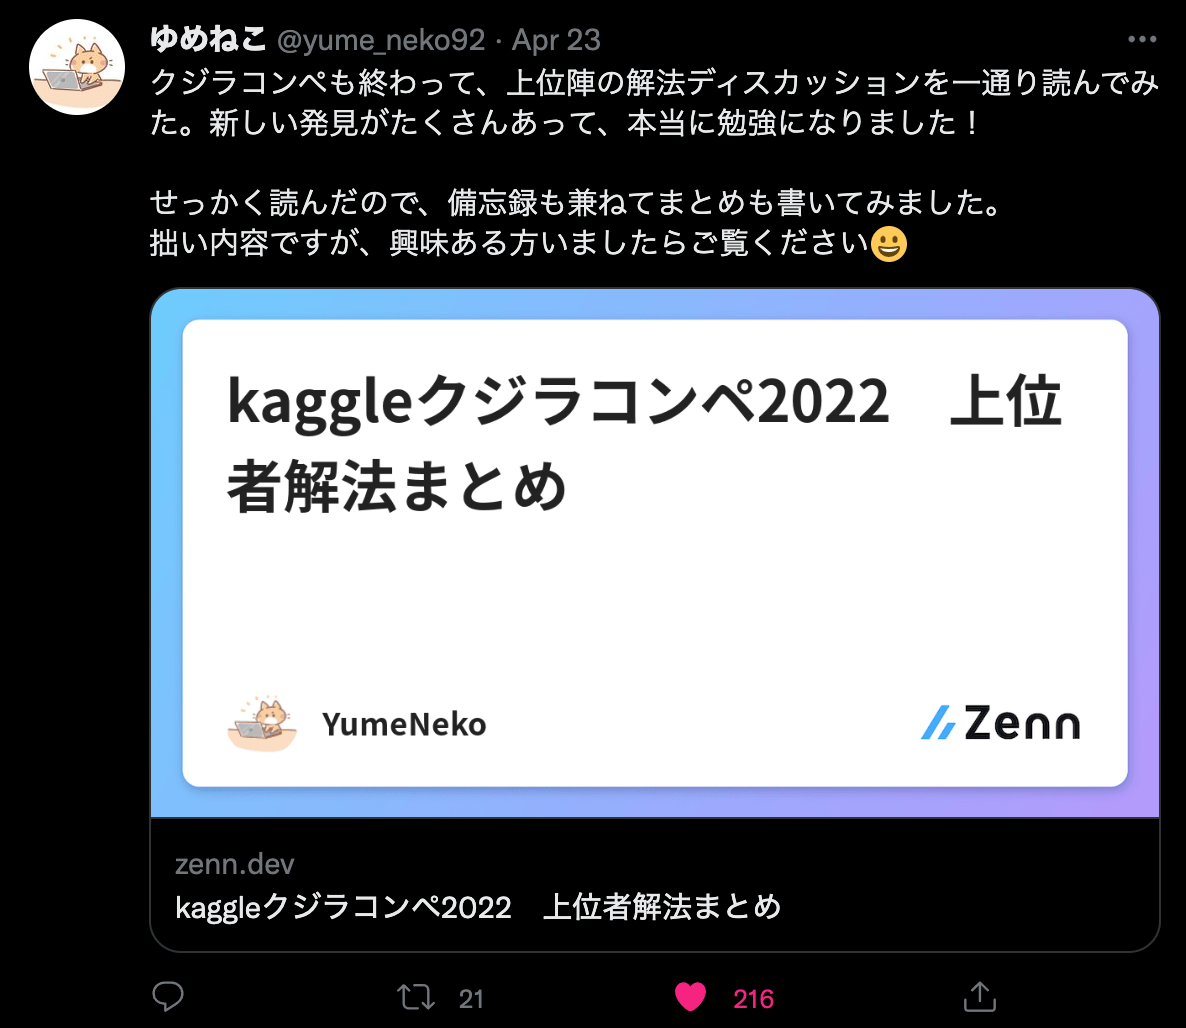 ゆめねこ @yume_neko92 · Apr 23
クジラコンペも終わって、上位陣の解法ディスカッションを一通り読んでみ
た。新しい発見がたくさんあって、本当に勉強になりました！
せっかく読んだので、備忘録も兼ねてまとめも書いてみました。
拙い内容ですが、興味ある方いましたらご覧ください😀
kaggleクジラコンペ2022　上位
者解法まとめ
YumeNeko
Zenn
zenn.dev
kaggleクジラコンペ2022　上位者解法まとめ
21
216